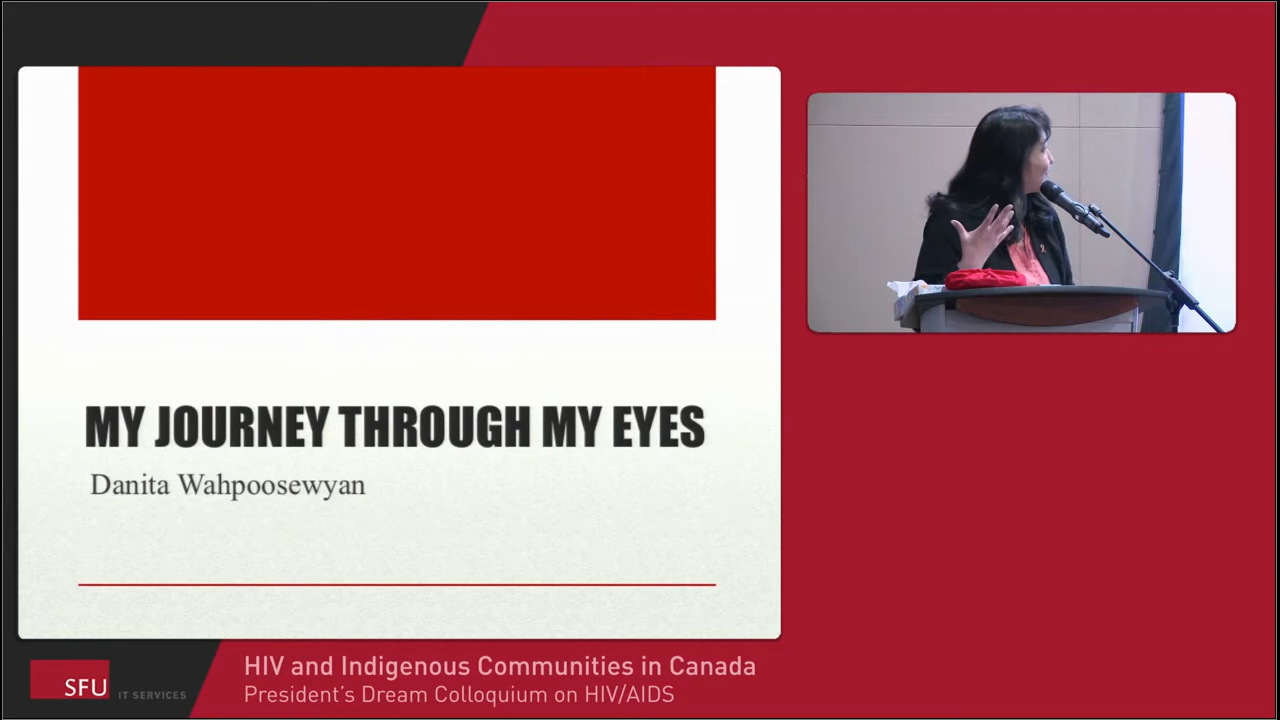 MY JOURNEY THROUGH MY EYES
Danita Wahpoosewyan
SFU IT SERVICES
HIV and Indigenous Communities in Canada
President's Dream Colloquium on HIV/AIDS